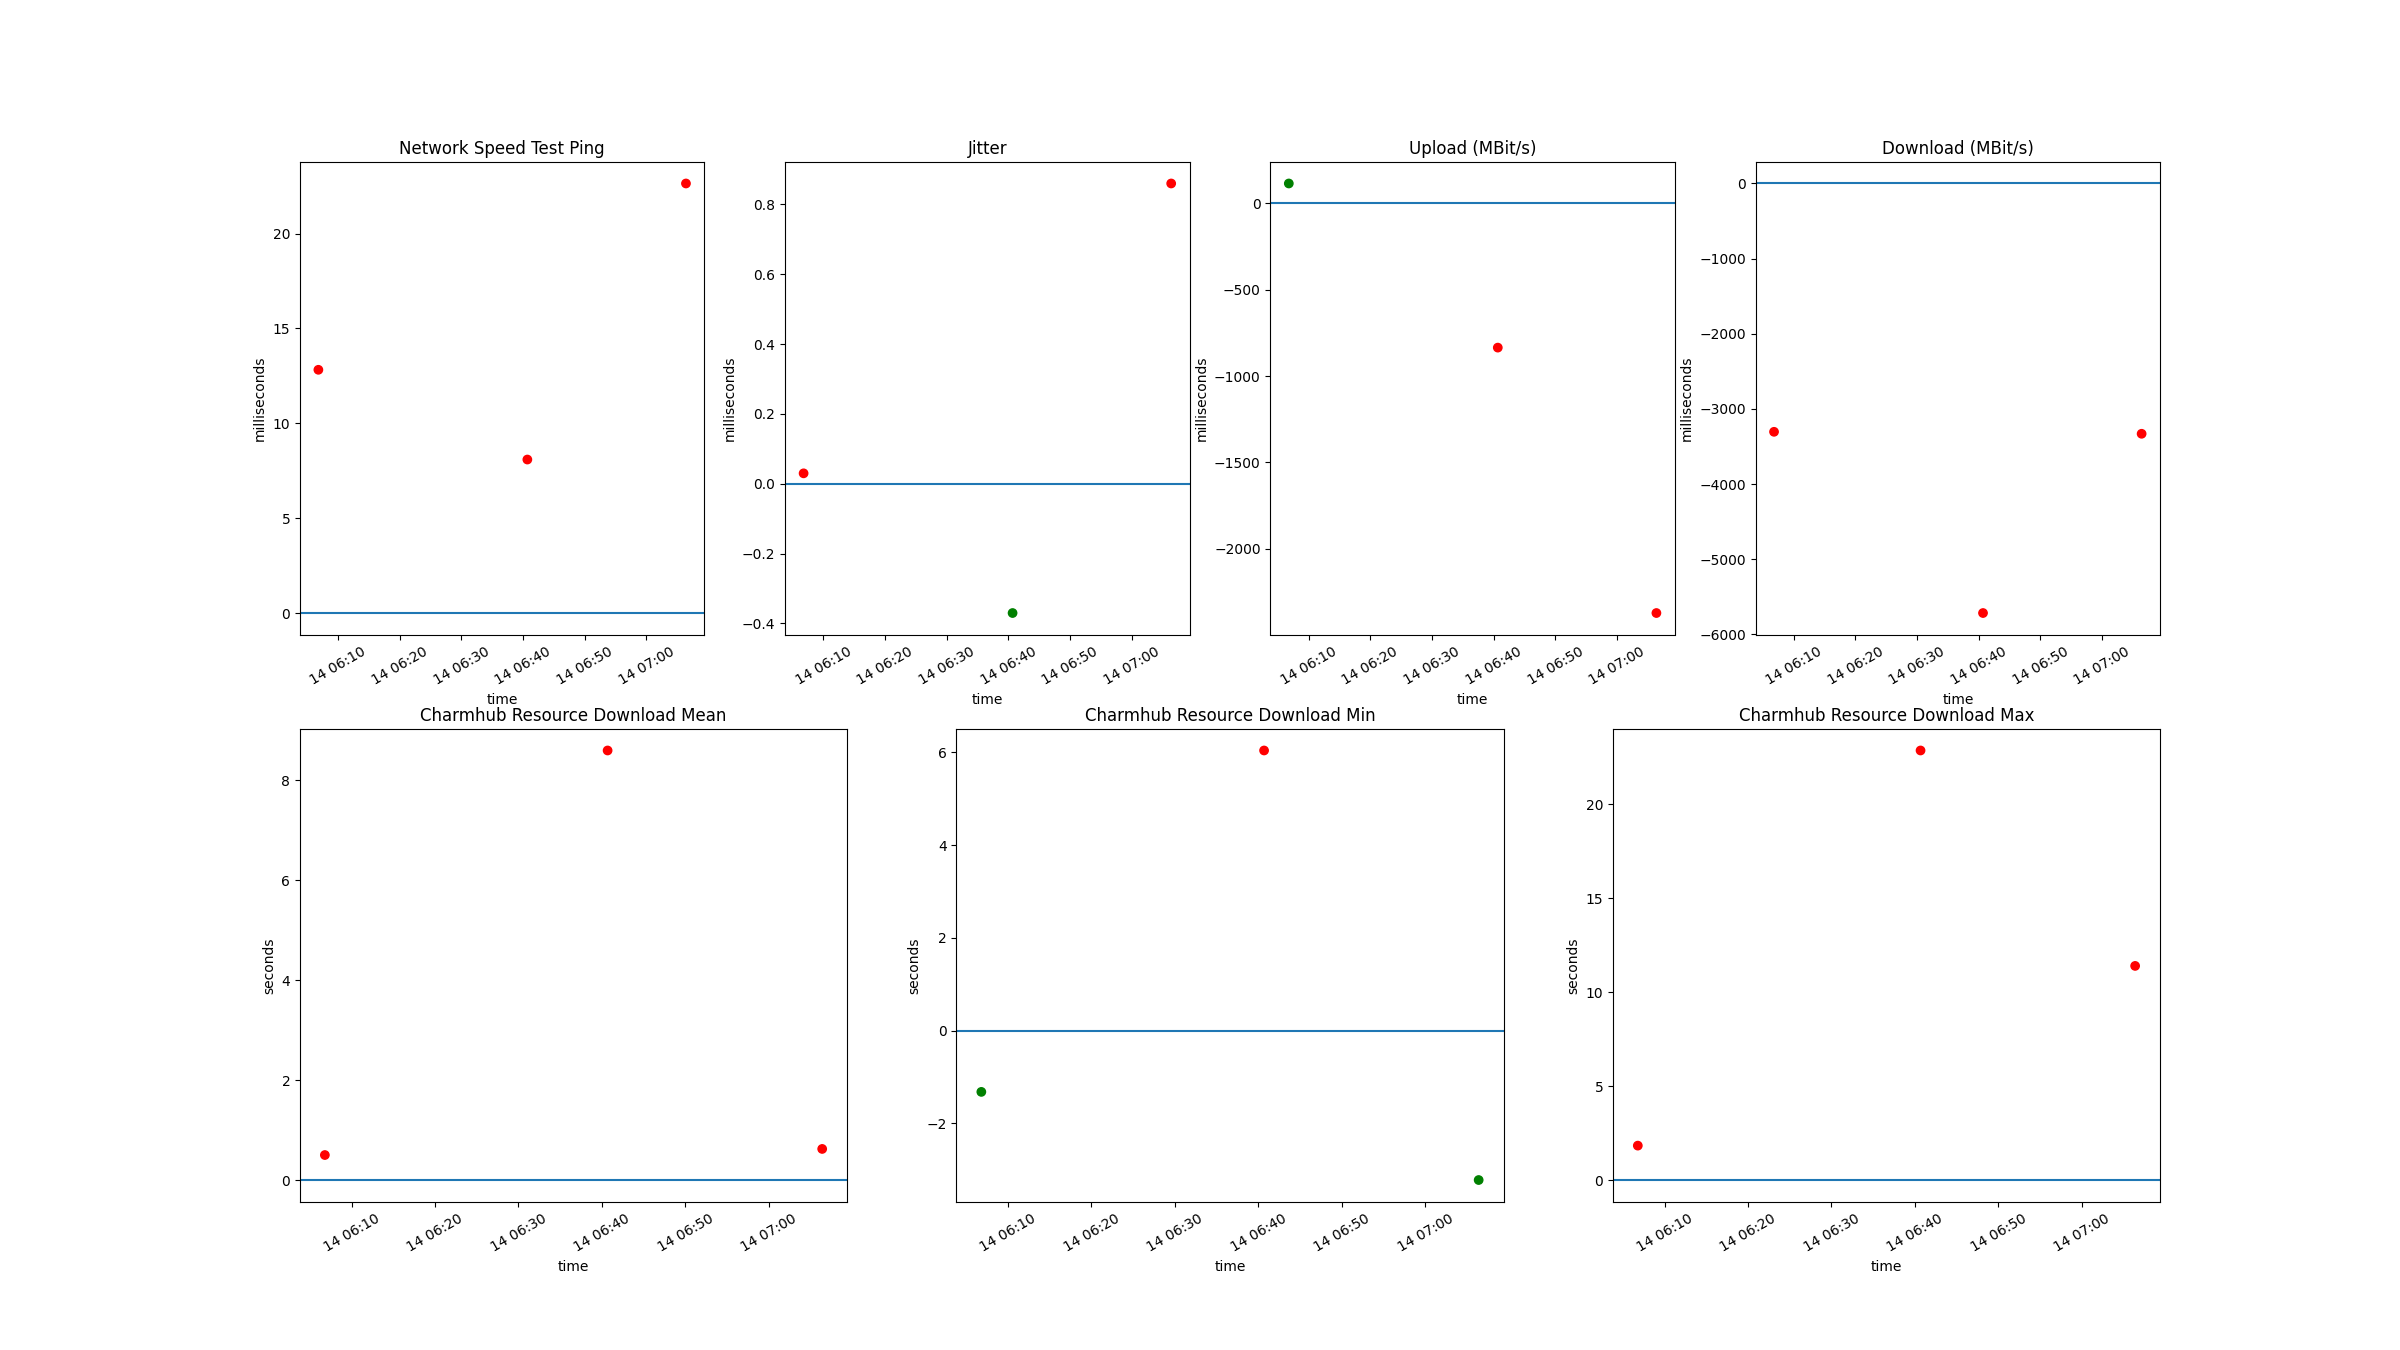 Network Speed Test Ping
milliseconds
20
15
10
5
0
14 06:10 14 06:20 14 06:30 14 06:40 14 06:50 14 07:00
time
Jitter
milliseconds
0.8
0.6
0.4
0.2
0.0
−0.2
−0.4
14 06:10 14 06:20 14 06:30 14 06:40 14 06:50 14 07:00
time
Upload (MBit/s)
milliseconds
0
−500
−1000
−1500
−2000
14 06:10 14 06:20 14 06:30 14 06:40 14 06:50 14 07:00
time
Download (MBit/s)
milliseconds
0
−1000
−2000
−3000
−4000
−5000
−6000
14 06:10 14 06:20 14 06:30 14 06:40 14 06:50 14 07:00
time
Charmhub Resource Download Mean
seconds
8
6
4
2
0
14 06:10 14 06:20 14 06:30 14 06:40 14 06:50 14 07:00
time
Charmhub Resource Download Min
seconds
6
4
2
0
−2
14 06:10 14 06:20 14 06:30 14 06:40 14 06:50 14 07:00
time
Charmhub Resource Download Max
seconds
20
15
10
5
0
14 06:10 14 06:20 14 06:30 14 06:40 14 06:50 14 07:00
time